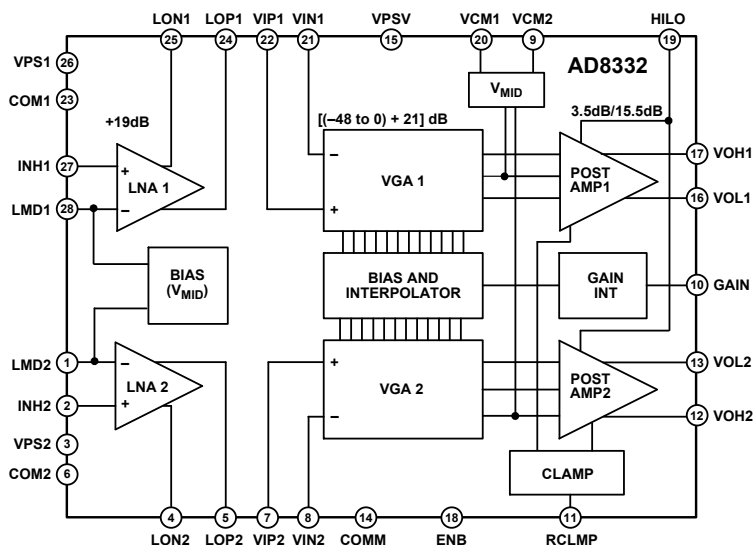 LON1 LOP1 VIP1 VIN1 VPSV VCM1 VCM2 HILO
25 24 22 21 15 20 9 19
VPS1 26
AD8332
COM1 23
VMID
+19dB
[(–48 to 0) + 21] dB
3.5dB/15.5dB
INH1 27
+
LNA 1
–
LMD1 28
–
VGA 1
+
POST
AMP1
17 VOH1
16 VOL1
BIAS
(VMID)
BIAS AND
INTERPOLATOR
GAIN
INT
10 GAIN
LMD2 1
–
LNA 2
+
INH2 2
+
VGA 2
–
POST
AMP2
13 VOL2
12 VOH2
VPS2 3
COM2 6
CLAMP
4 5 7 8 14 18 11
LON2 LOP2 VIP2 VIN2 COMM ENB RCLMP